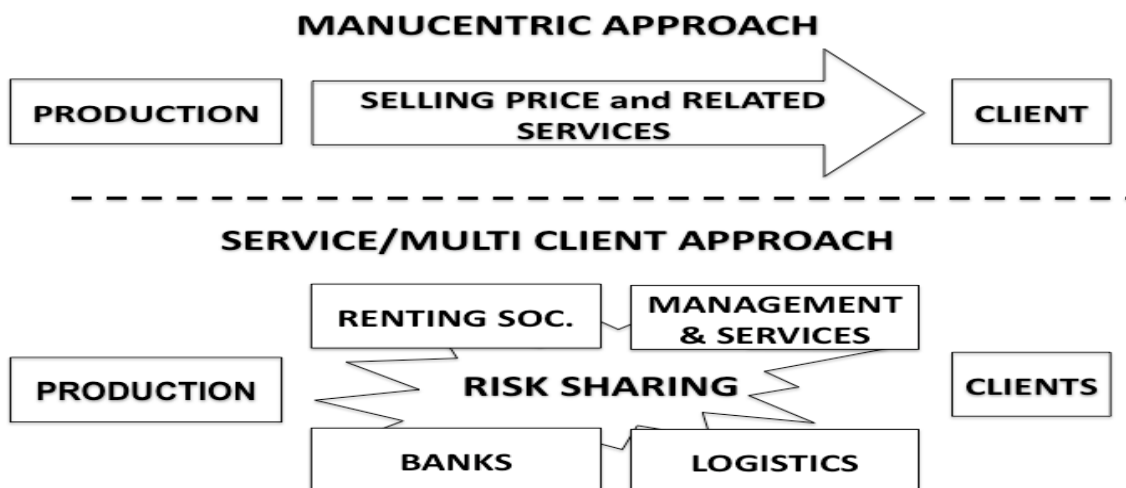 MANUCENTRIC APPROACH
PRODUCTION
SELLING PRICE and RELATED
SERVICES
CLIENT
SERVICE/MULTI CLIENT APPROACH
RENTING SOC.
MANAGEMENT
& SERVICES
PRODUCTION
RISK SHARING
CLIENTS
BANKS
LOGISTICS